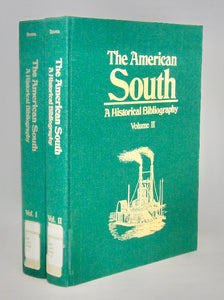 The American
South
A Historical Bibliography
Volume II
The American
South
A Historical
Bibliography
Vol. I
The American
South
A Historical
Bibliography
Vol. II